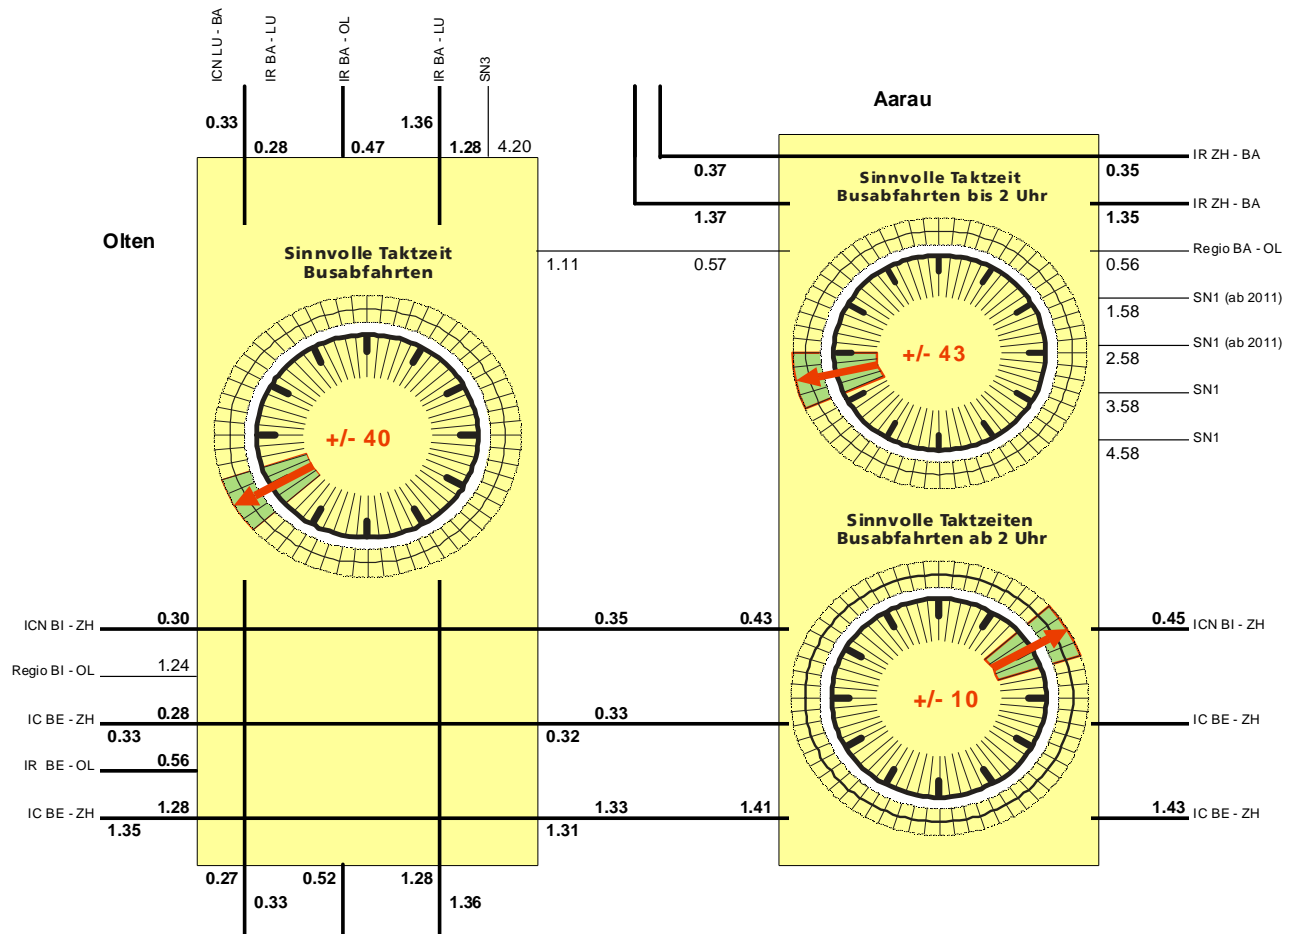 ICN LU - BA
IR BA - LU
IR BA - OL
IR BA - LU
SN3
0.33
0.28
0.47
1.36
1.28
4.20
Olten
Sinnvolle Taktzeit
Busabfahrten
+/- 40
Aarau
0.37
0.35
IR ZH - BA
Sinnvolle Taktzeit
Busabfahrten bis 2 Uhr
1.37
1.35
IR ZH - BA
1.11
0.57
0.56
Regio BA - OL
1.58
SN1 (ab 2011)
2.58
SN1 (ab 2011)
3.58
SN1
4.58
SN1
+/- 43
Sinnvolle Taktzeiten
Busabfahrten ab 2 Uhr
+/- 10
ICN BI - ZH
0.30
0.35
0.43
0.45
ICN BI - ZH
Regio BI - OL
1.24
IC BE - ZH
0.28
0.33
0.33
0.32
IC BE - ZH
IR BE - OL
0.56
IC BE - ZH
1.28
1.35
1.33
1.31
1.41
1.43
IC BE - ZH
0.27
0.33
0.52
1.28
1.36